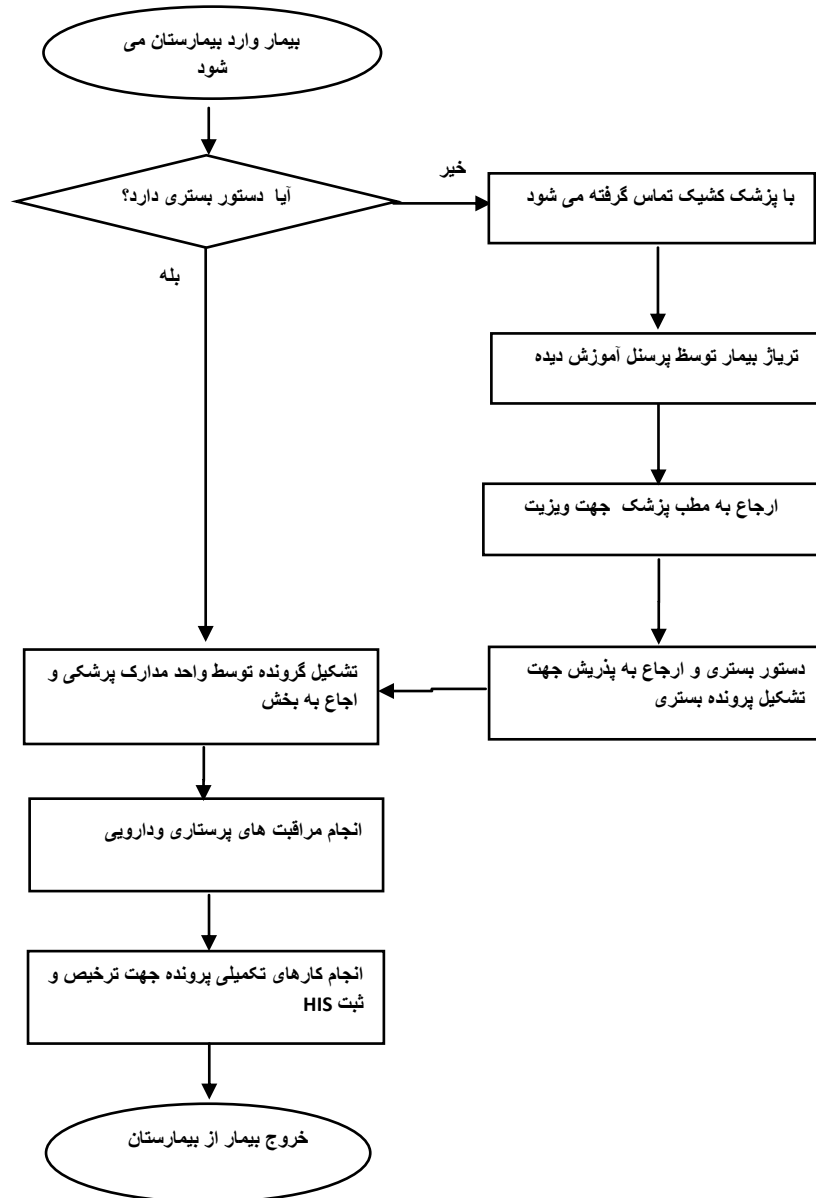 بیمار وارد بیمارستان می
شود
آیا دستور بستری دارد؟
خیر
با پزشک کشیک تماس گرفته می شود
بله
تریاژ بیمار توسظ پرسنل آموزش دیده
ارجاع به مطب پزشک جهت ویزیت
دستور بستری و ارجاع به پذریش جهت
تشکیل پرونده بستری
تشکیل گرونده توسط واحد مدارک پرشکی و
اجاع به بخش
انجام مراقبت های پرستاری ودارویی
انجام کارهای تکمیلی پرونده جهت ترخیص و
ثبت HIS
خروج بیمار از بیمارستان